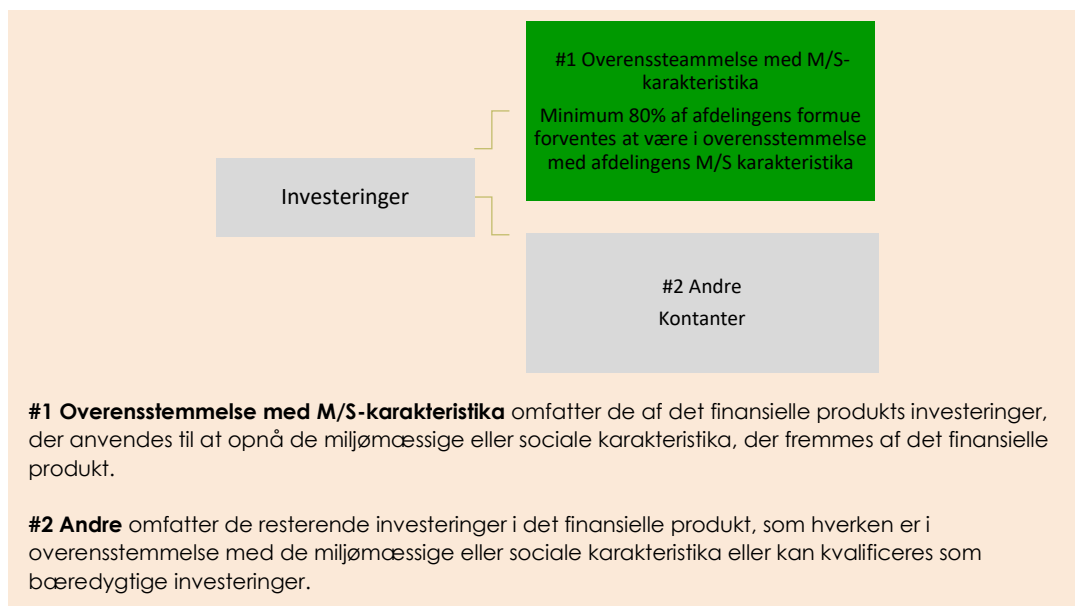 #1 Overenssteammelse med M/S-
karakteristika
Minimum 80% af afdelingens formue
forventes at være i overensstemmelse
med afdelingens M/S karakteristika
Investeringer
#2 Andre
Kontanter
#1 Overensstemmelse med M/S-karakteristika omfatter de af det finansielle produkts investeringer,
der anvendes til at opnå de miljømæssige eller sociale karakteristika, der fremmes af det finansielle
produkt.
#2 Andre omfatter de resterende investeringer i det finansielle produkt, som hverken er i
overensstemmelse med de miljømæssige eller sociale karakteristika eller kan kvalificeres som
bæredygtige investeringer.